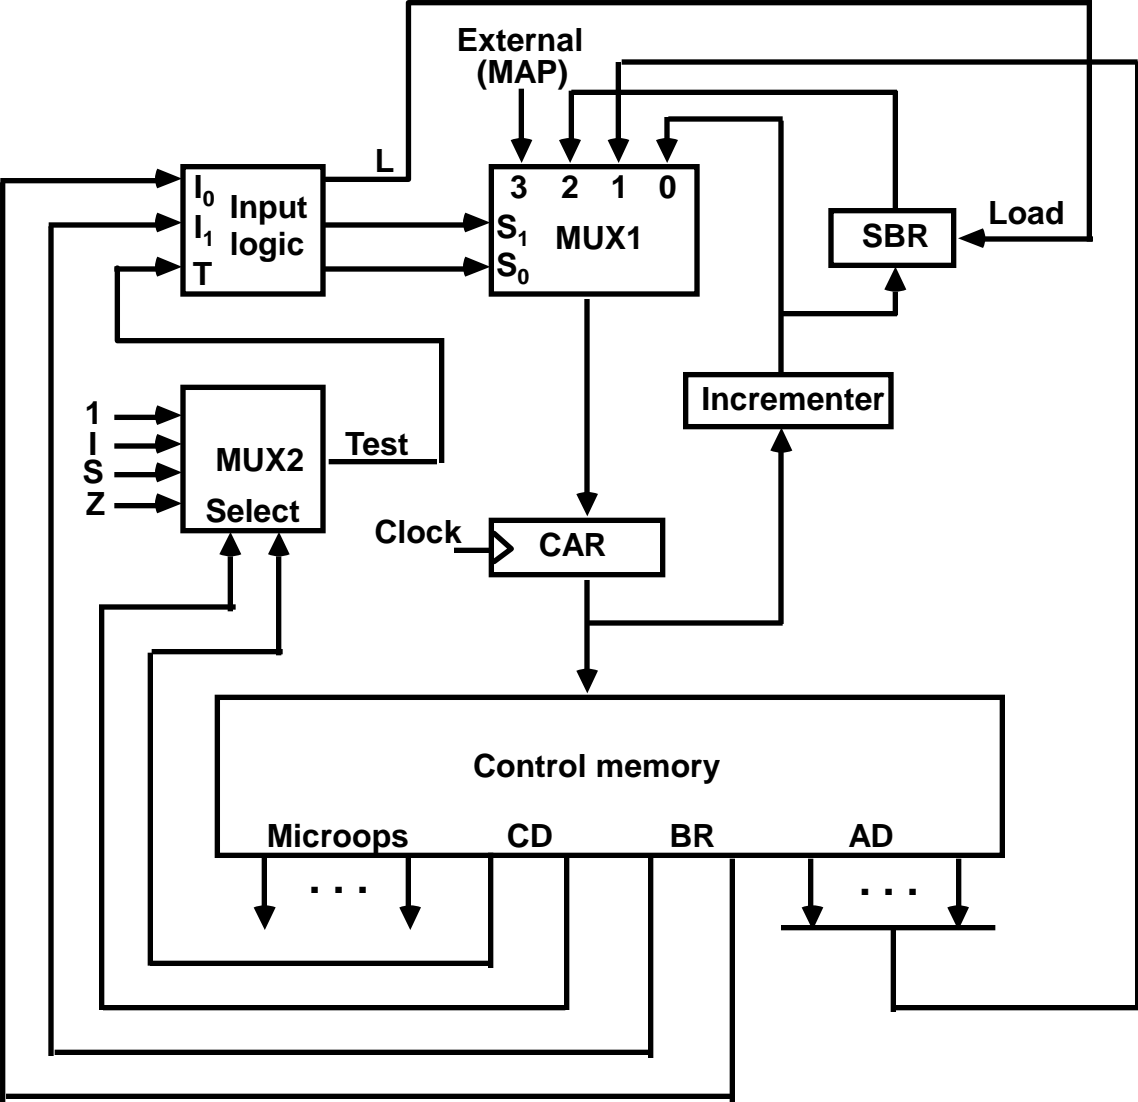 External
(MAP)
L
3 2 1 0
I0
Input
I1
logic
T
S1
MUX1
S0
SBR
Load
Incrementer
1
I
S
Z
MUX2
Select
Test
Clock
CAR
Control memory
Microops
CD
BR
AD
. . .
. . .